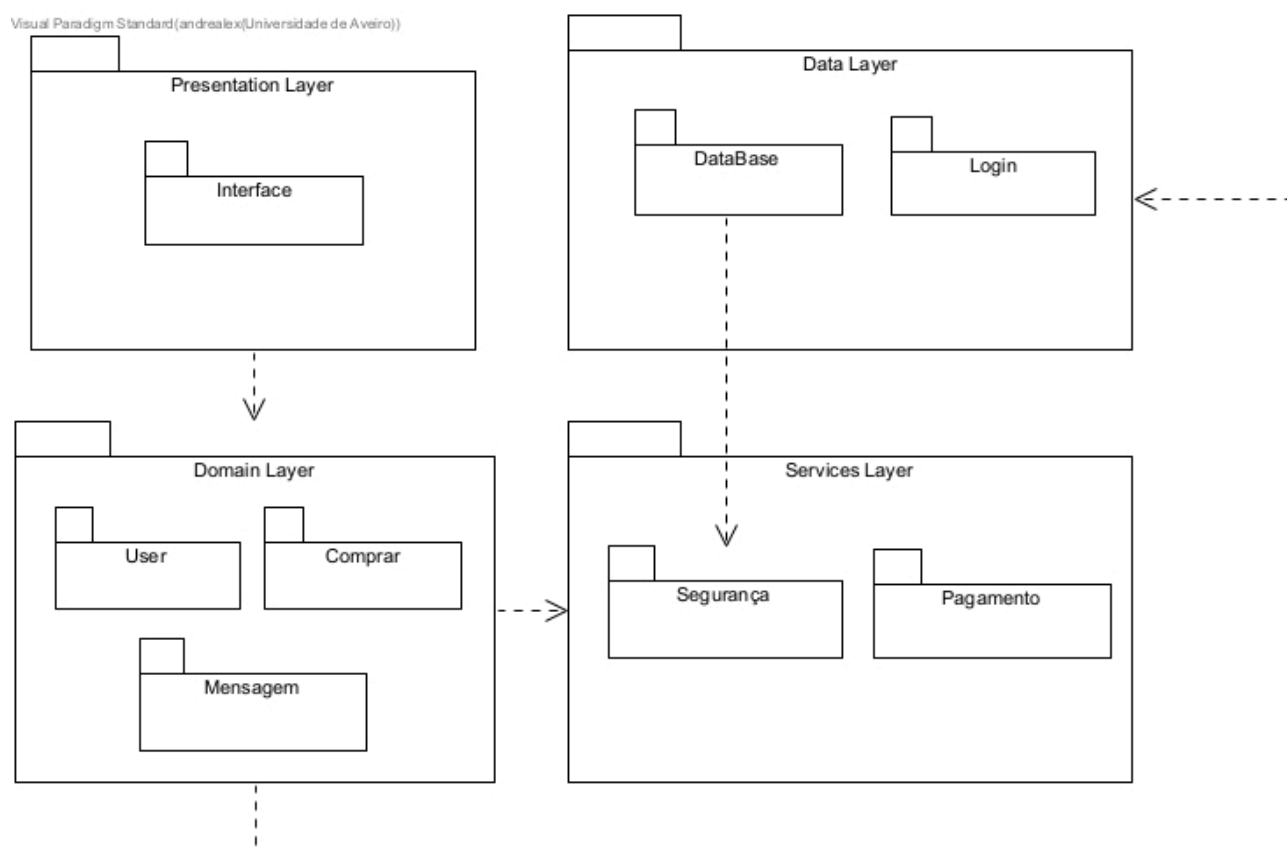 Visual Paradigm Standard(andrealex(Universidade de Aveiro))
Presentation Layer
Interface
Data Layer
DataBase
Login
Domain Layer
User
Comprar
Mensagem
Services Layer
Segurança
Pagamento